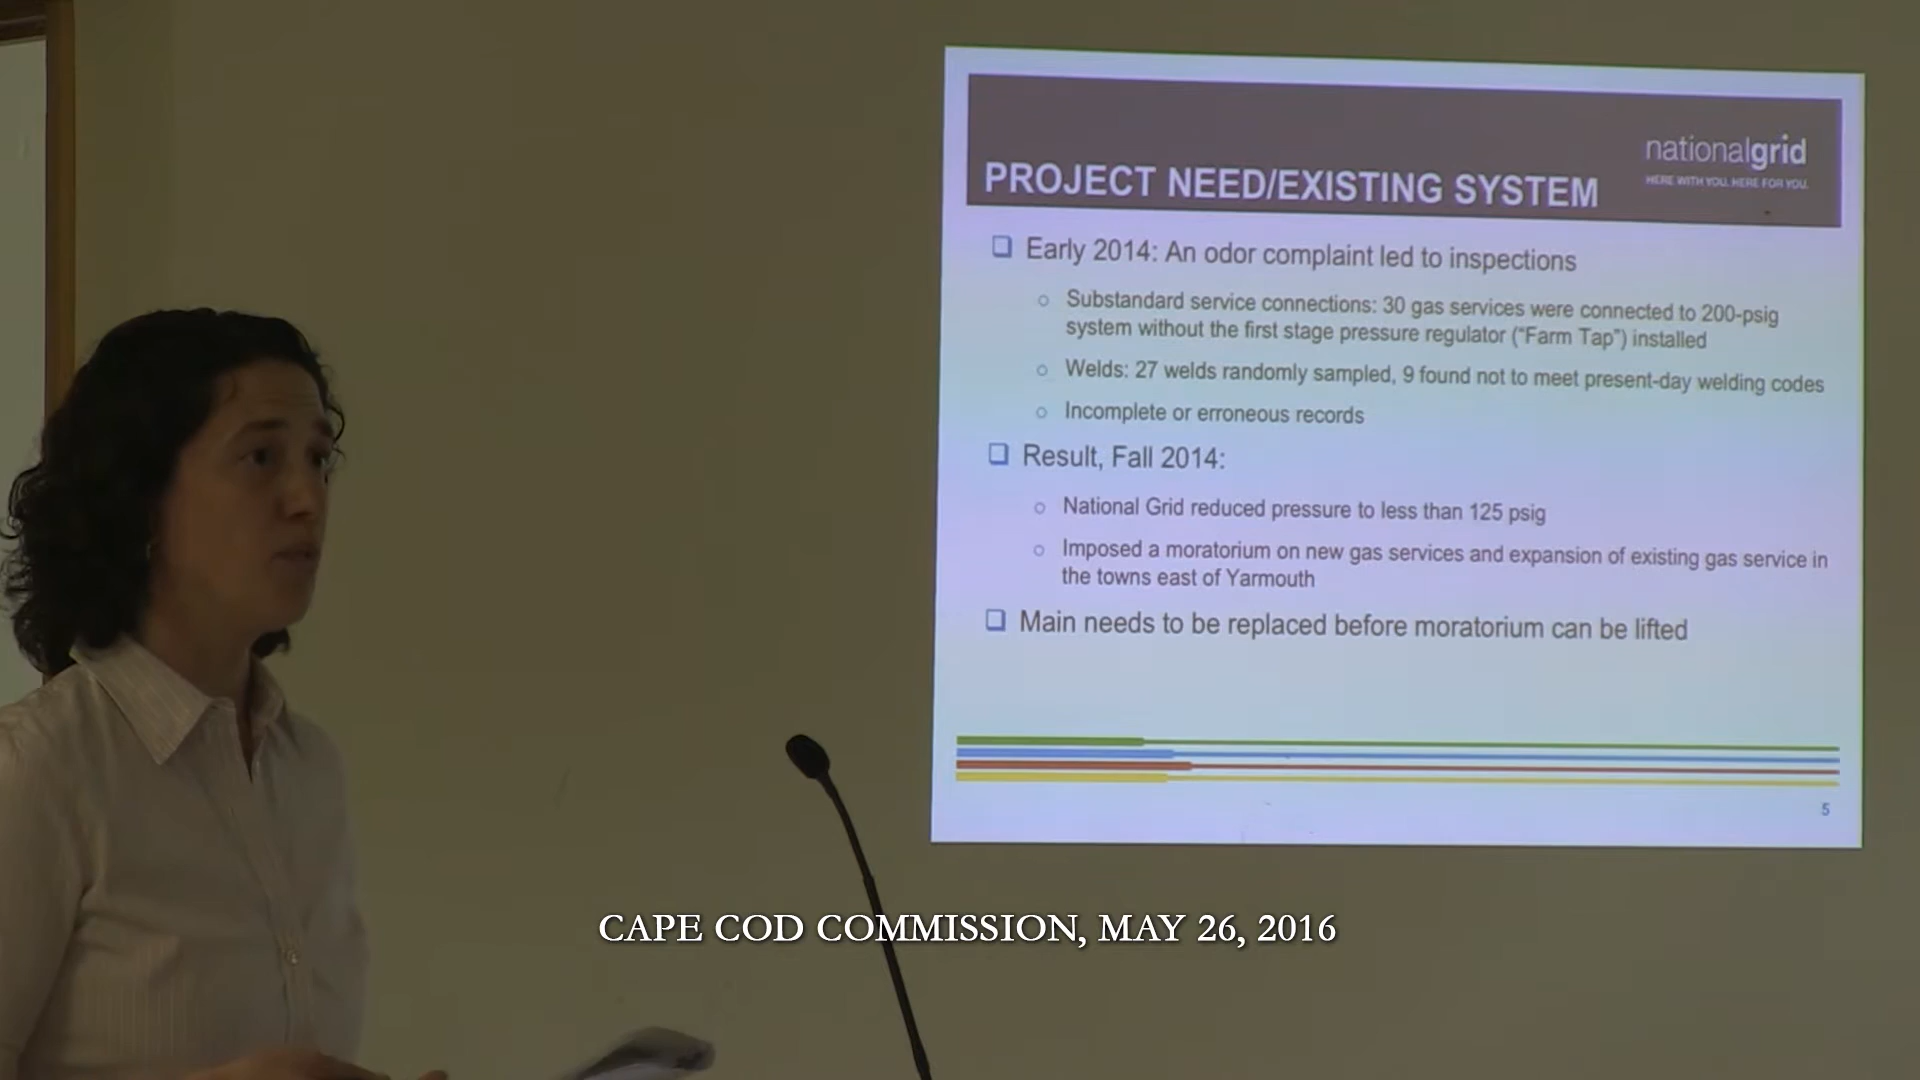 nationalgrid
HERE WITH YOU. HERE FOR YOU.
PROJECT NEED/EXISTING SYSTEM
Early 2014: An odor complaint led to inspections
Substandard service connections: 30 gas services were connected to 200-psig
system without the first stage pressure regulator (“Farm Tap”) installed
Welds: 27 welds randomly sampled, 9 found not to meet present-day welding codes
Incomplete or erroneous records
Result, Fall 2014:
National Grid reduced pressure to less than 125 psig
Imposed a moratorium on new gas services and expansion of existing gas service in
the towns east of Yarmouth
Main needs to be replaced before moratorium can be lifted
5
CAPE COD COMMISSION, MAY 26, 2016